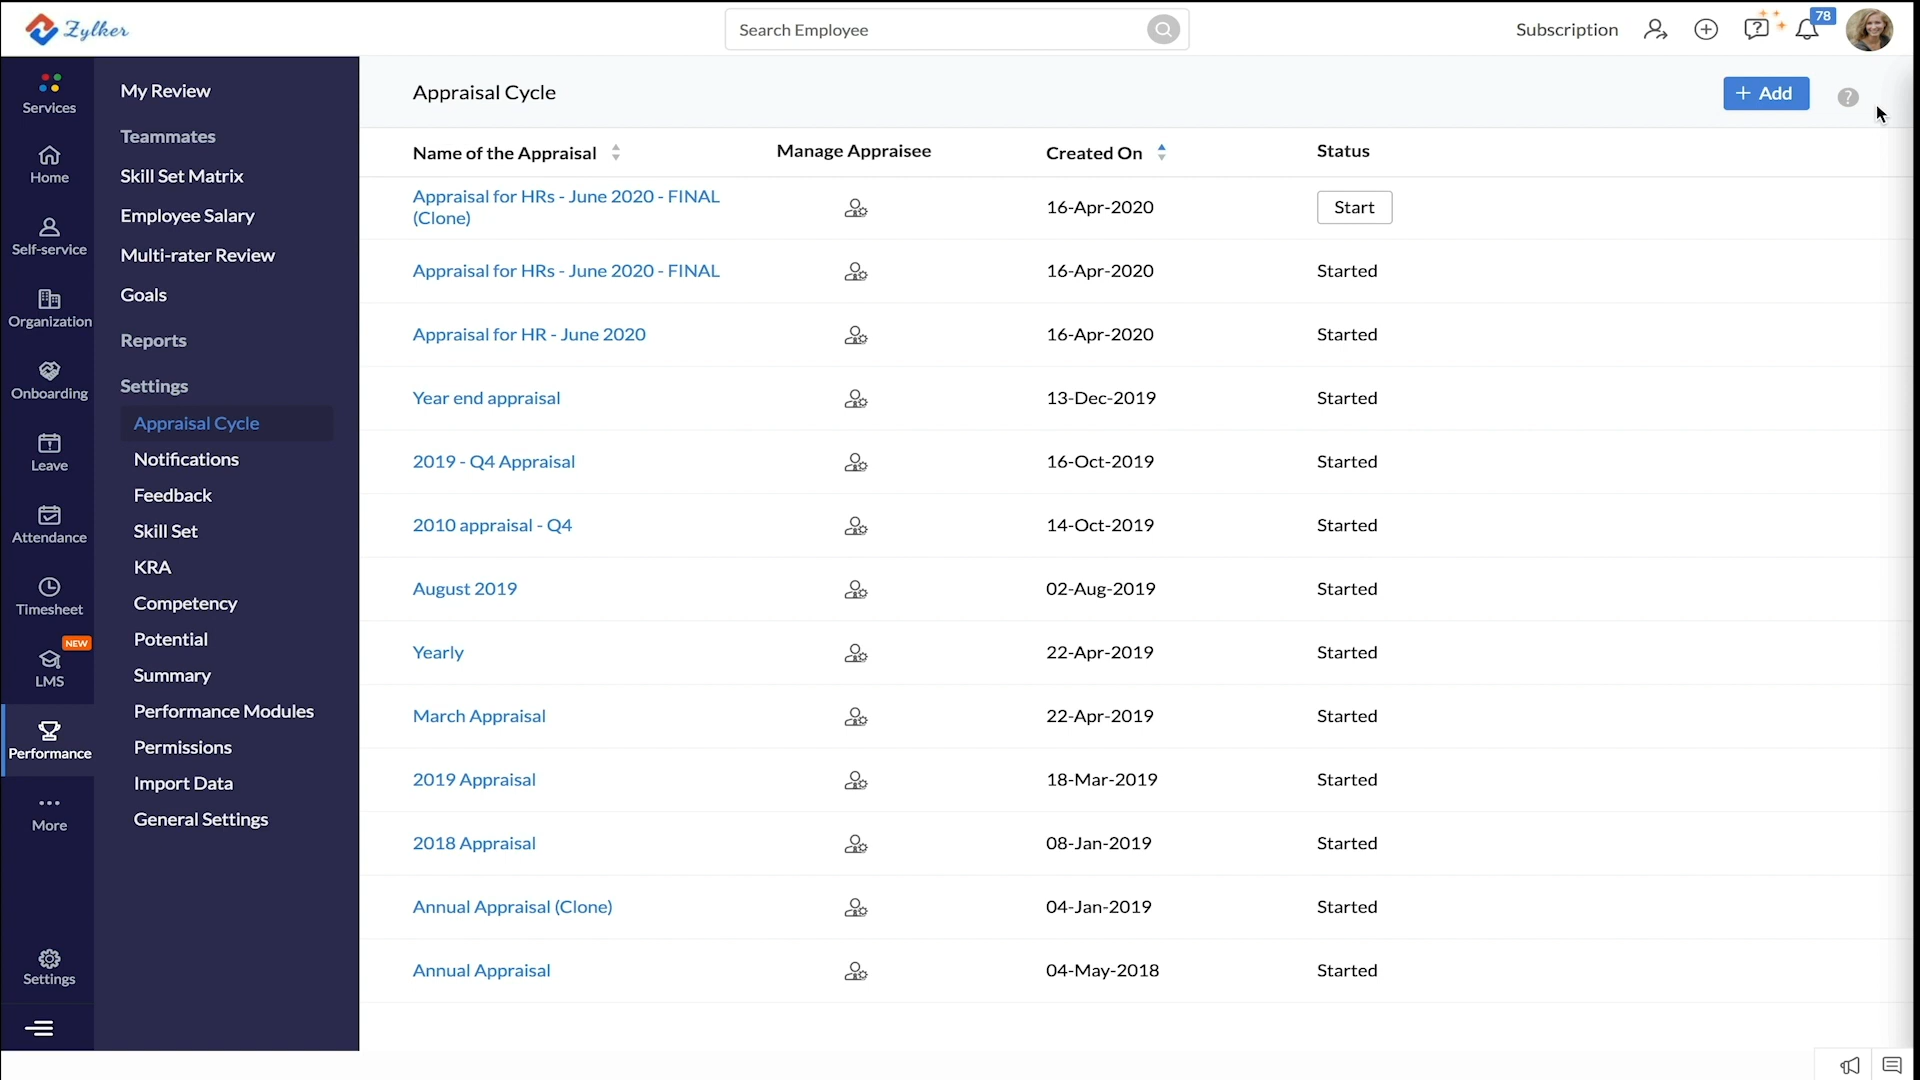 Zylker
Search Employee
Subscription
78
Services
Home
Self-service
Organization
Onboarding
Leave
Attendance
Timesheet
NEW
LMS
Performance
More
Settings
My Review
Teammates
Skill Set Matrix
Employee Salary
Multi-rater Review
Goals
Reports
Settings
Appraisal Cycle
Notifications
Feedback
Skill Set
KRA
Competency
Potential
Summary
Performance Modules
Permissions
Import Data
General Settings
Appraisal Cycle
+ Add
?
Name of the Appraisal Manage Appraisee Created On Status
Appraisal for HRs - June 2020 - FINAL
(Clone) 16-Apr-2020 Start
Appraisal for HRs - June 2020 - FINAL 16-Apr-2020 Started
Appraisal for HR - June 2020 16-Apr-2020 Started
Year end appraisal 13-Dec-2019 Started
2019 - Q4 Appraisal 16-Oct-2019 Started
2010 appraisal - Q4 14-Oct-2019 Started
August 2019 02-Aug-2019 Started
Yearly 22-Apr-2019 Started
March Appraisal 22-Apr-2019 Started
2019 Appraisal 18-Mar-2019 Started
2018 Appraisal 08-Jan-2019 Started
Annual Appraisal (Clone) 04-Jan-2019 Started
Annual Appraisal 04-May-2018 Started